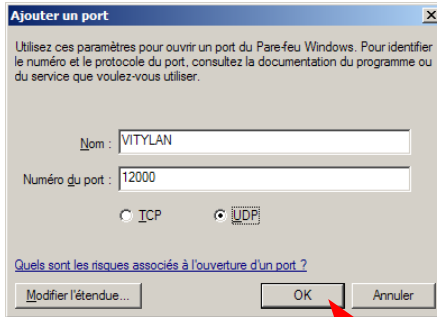 Ajouter un port
Utilisez ces paramètres pour ouvrir un port du Pare-feu Windows. Pour identifier
le numéro et le protocole du port, consultez la documentation du programme ou
du service que voulez-vous utiliser.
Nom : VITYLAN
Numéro du port : 12000
TCP UDP
Quels sont les risques associés à l'ouverture d'un port ?
Modifier l'étendue... OK Annuler